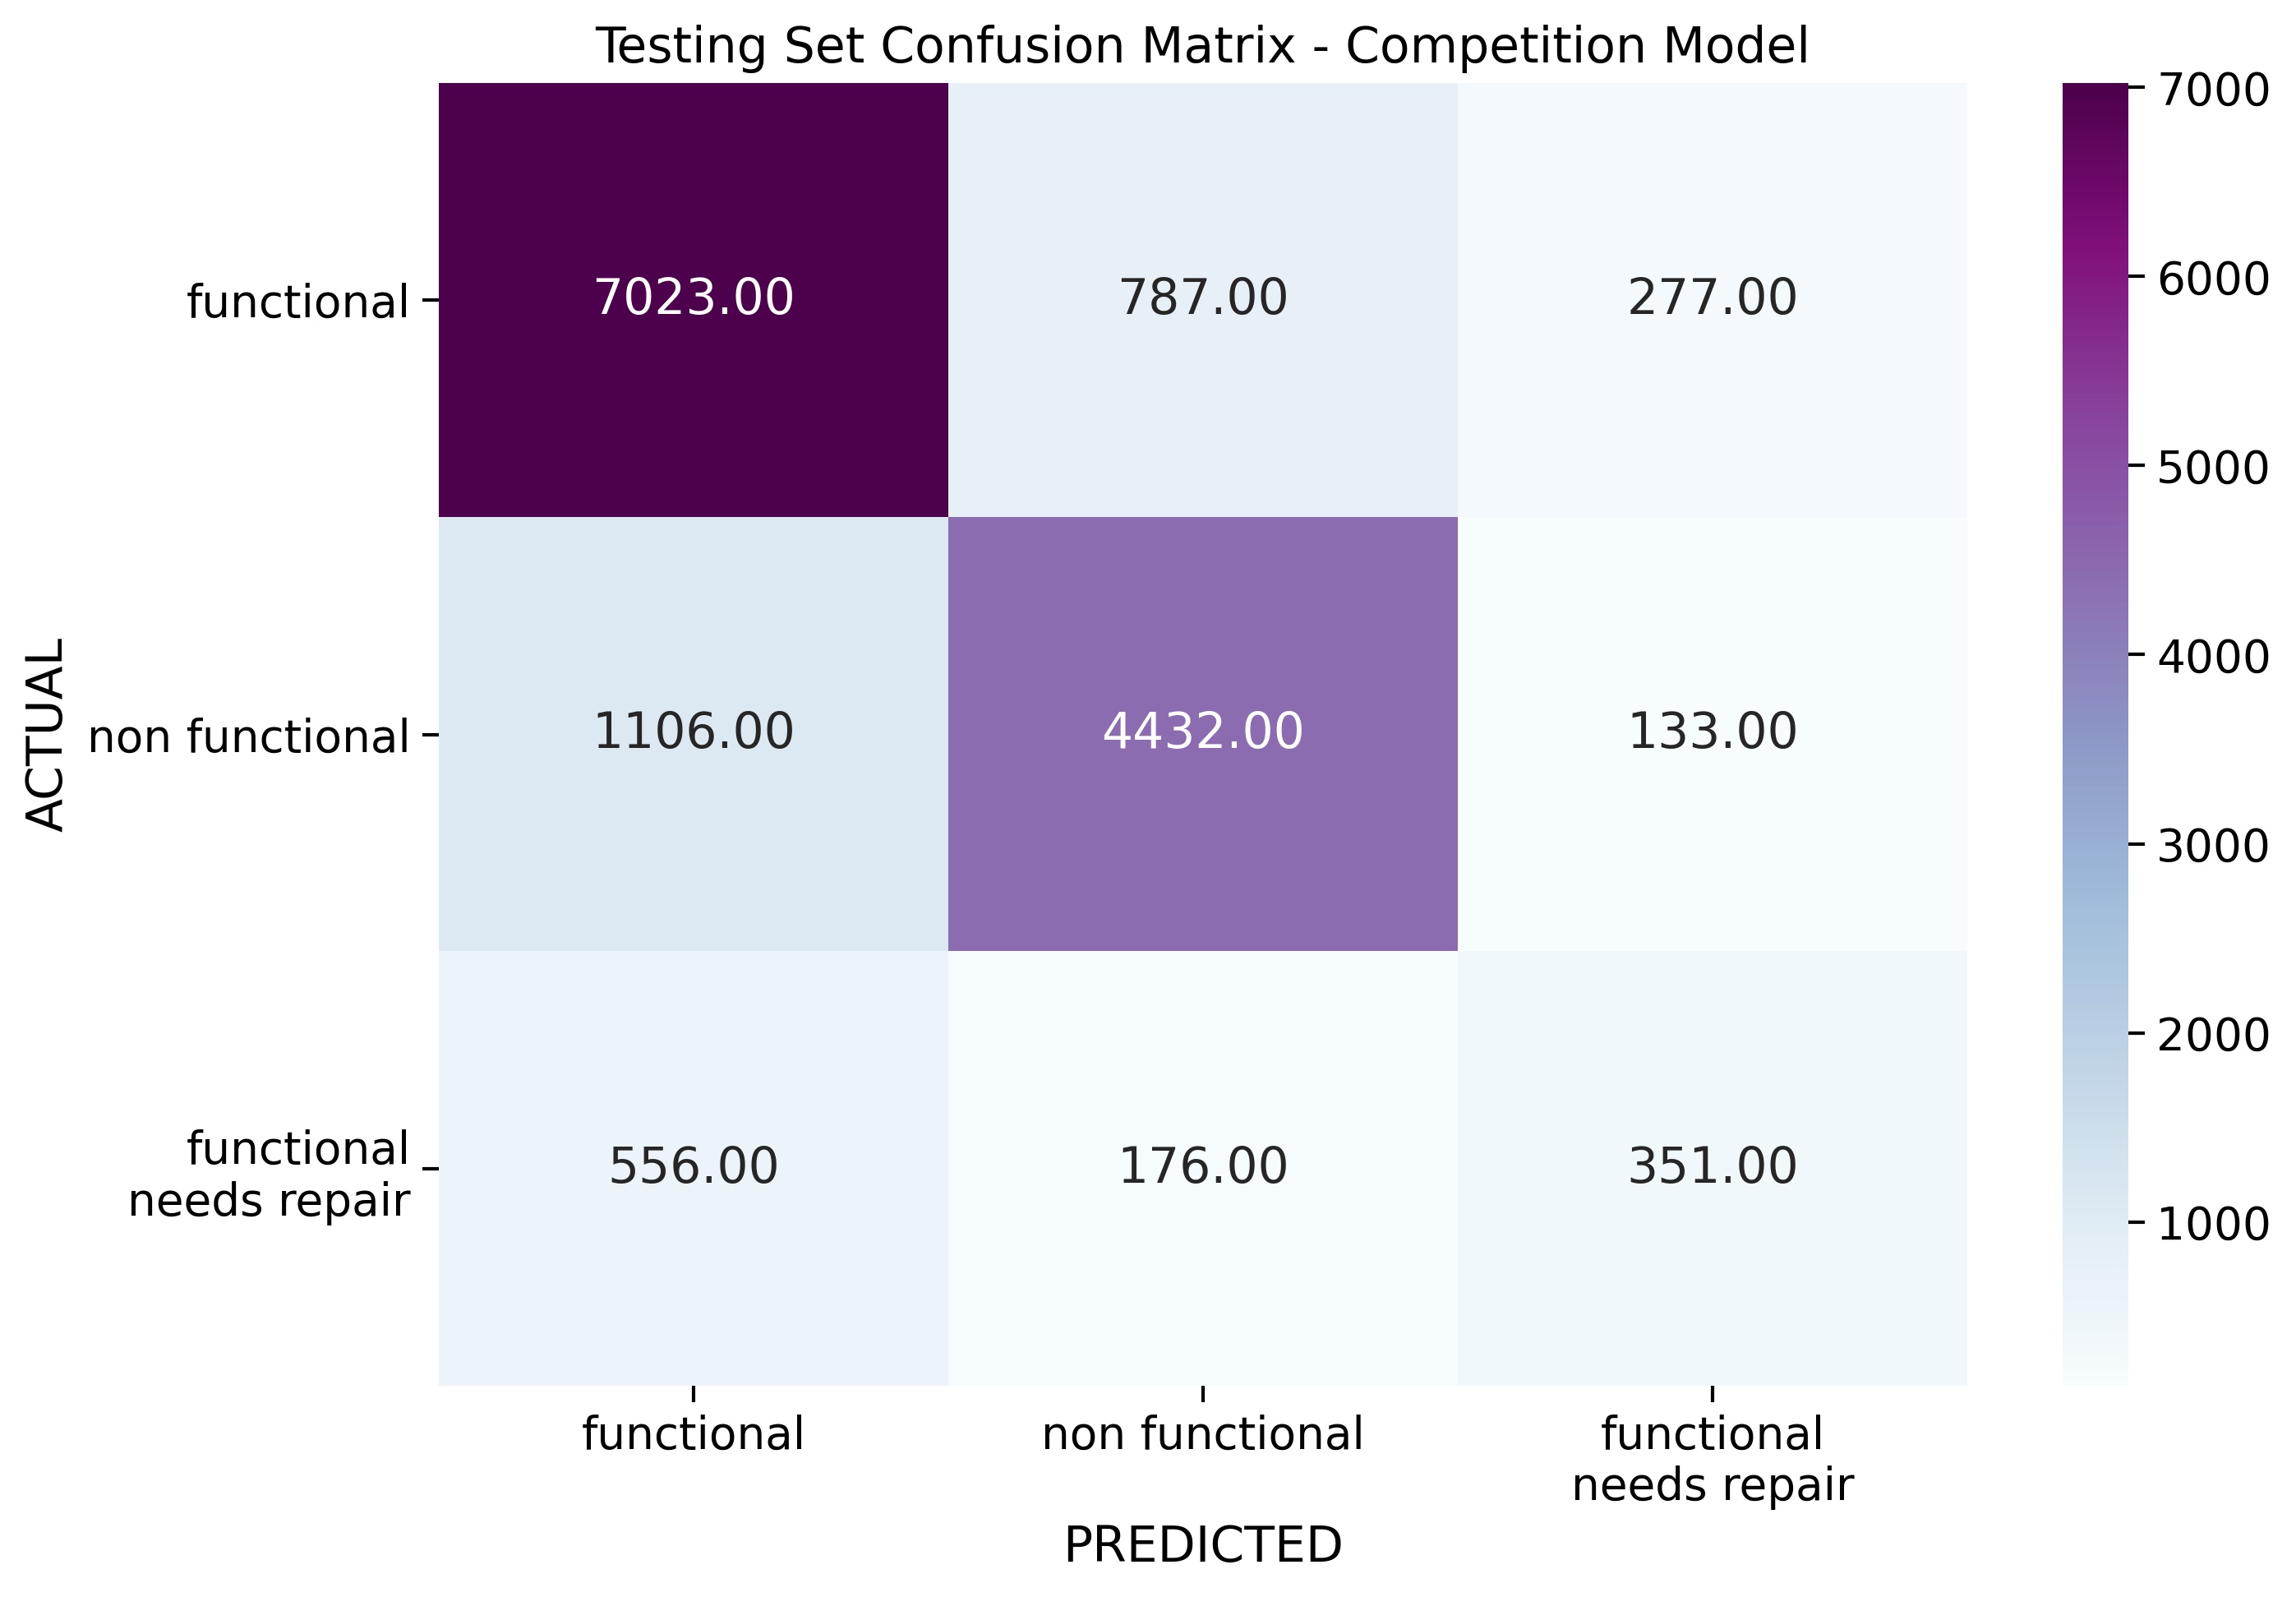 Testing Set Confusion Matrix - Competition Model
functional
7023.00
787.00
277.00
non functional
1106.00
4432.00
133.00
functional
needs repair
556.00
176.00
351.00
ACTUAL
functional
non functional
functional
needs repair
PREDICTED
7000
6000
5000
4000
3000
2000
1000